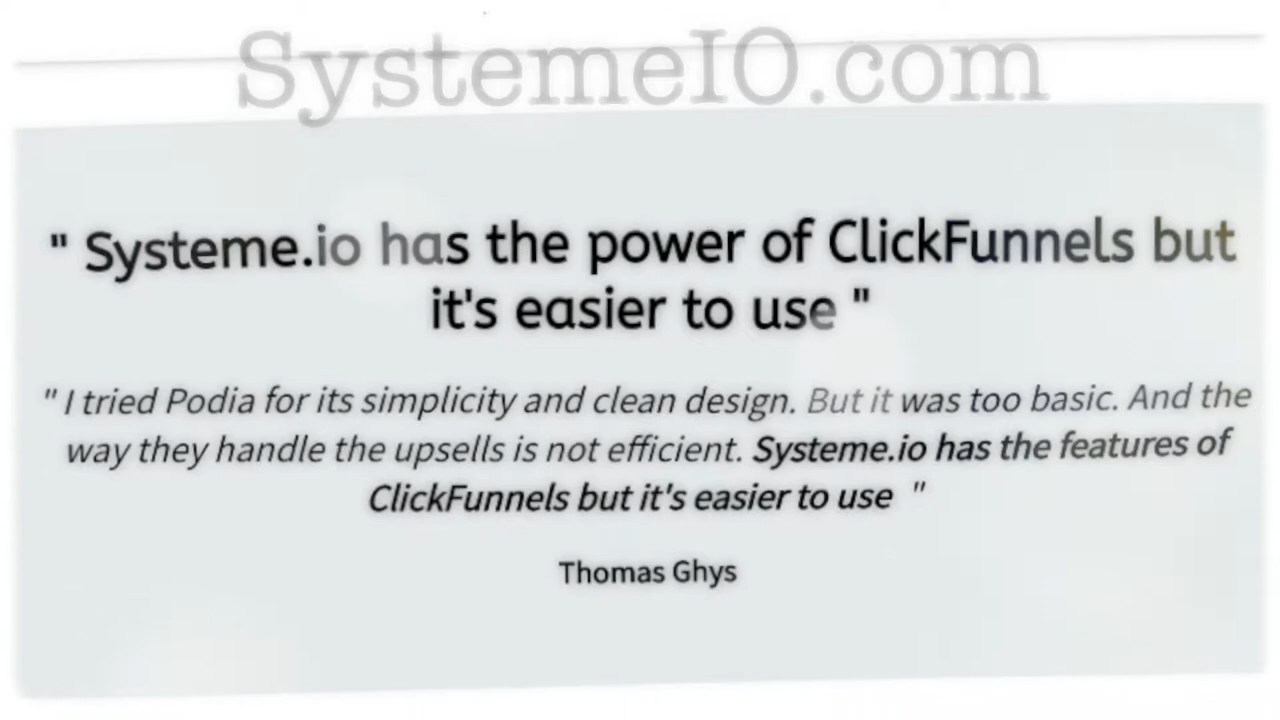 SystemeIO.com
" Systeme.io has the power of ClickFunnels but
it's easier to use "
" I tried Podia for its simplicity and clean design. But it was too basic. And the
way they handle the upsells is not efficient. Systeme.io has the features of
ClickFunnels but it's easier to use "
Thomas Ghys